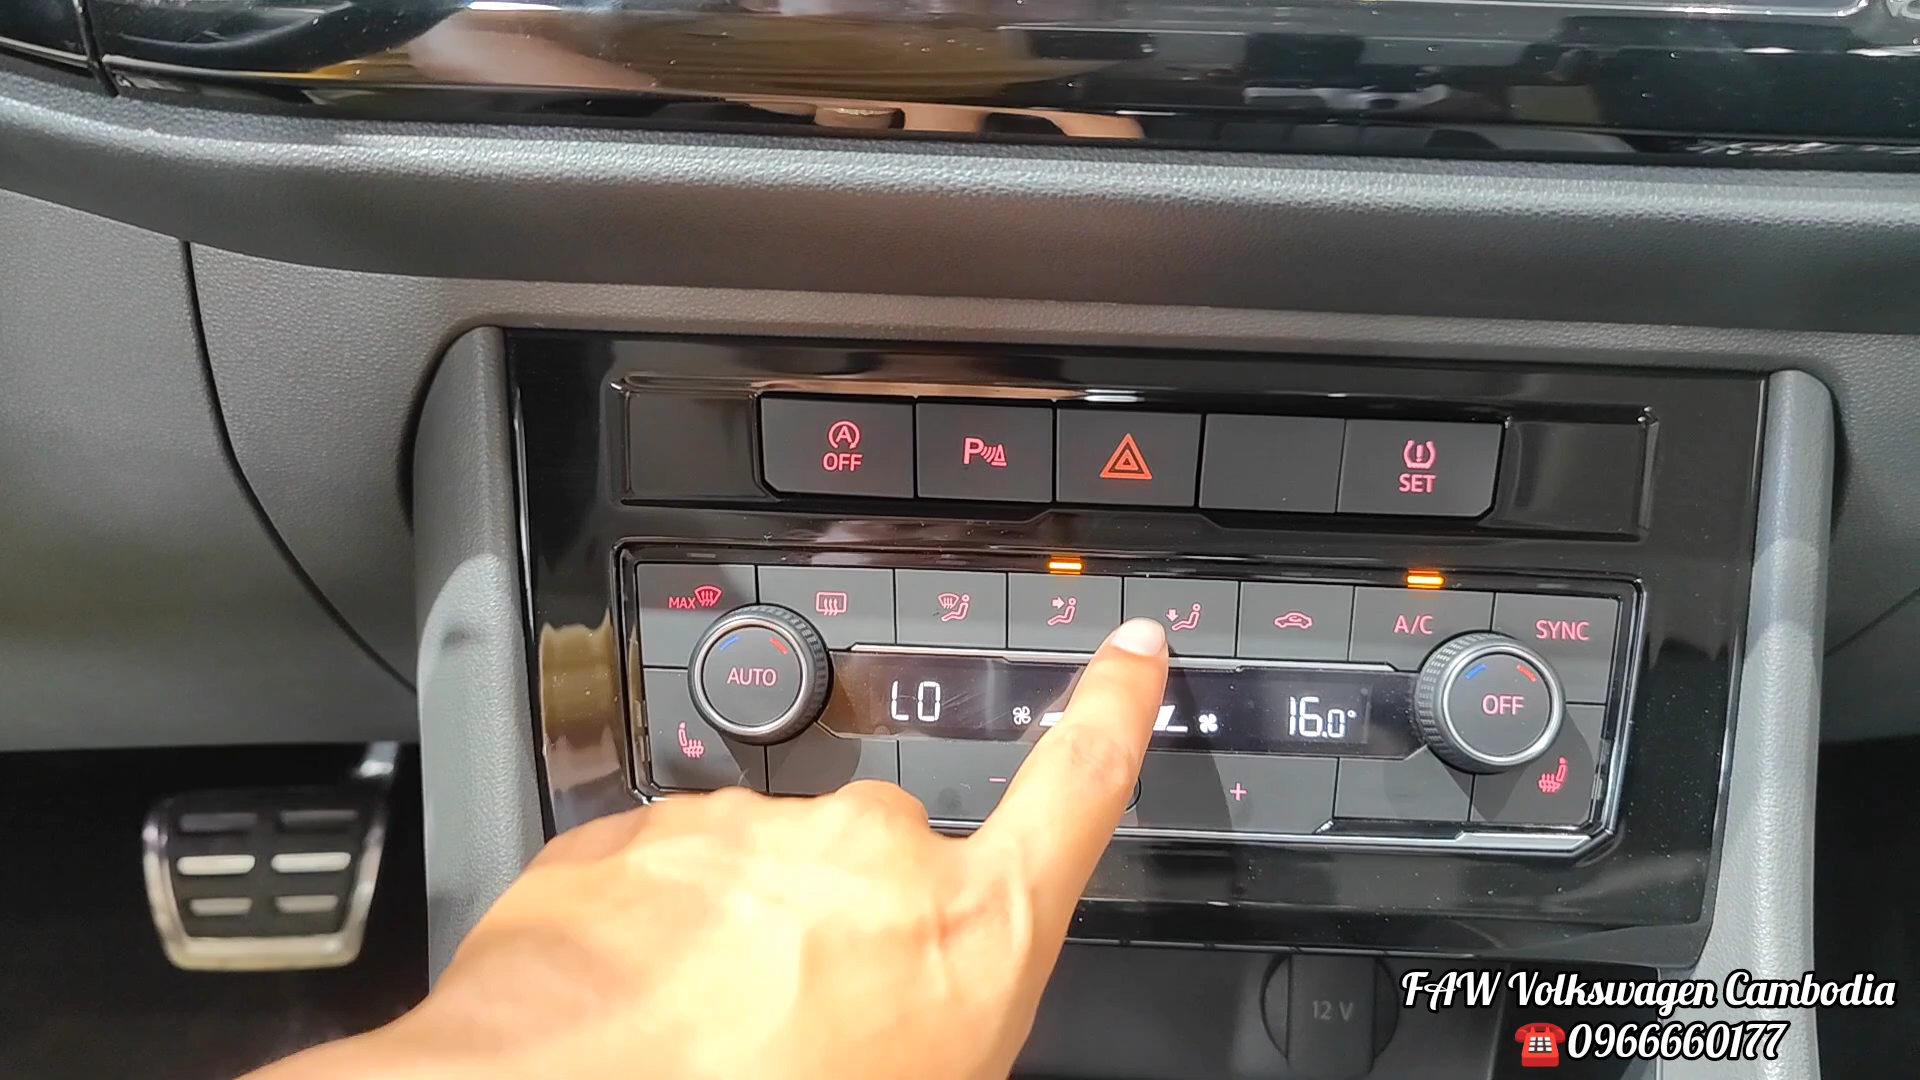 A
OFF
P
SET
MAX
A/C
SYNC
AUTO
OFF
LO
16.0°
-
+
12 V
FAW Volkswagen Cambodia
☎️0966660177